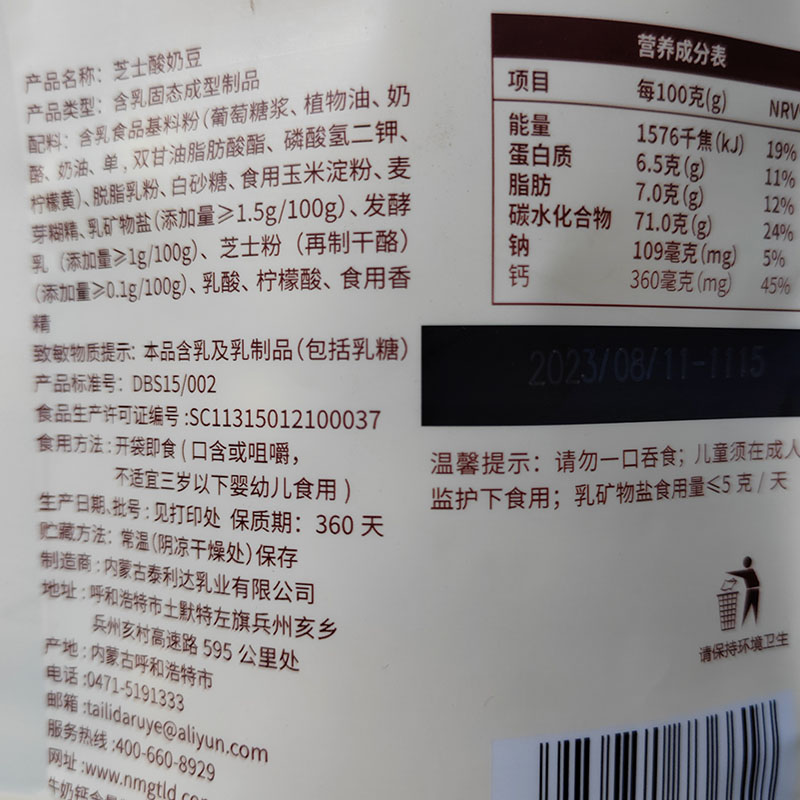 产品名称：芝士酸奶豆
产品类型：含乳固态成型制品
配料：含乳食品基料粉（葡萄糖浆、植物油、奶
酪、奶油、单，双甘油脂肪酸酯、磷酸氢二钾、
柠檬黄）、脱脂乳粉、白砂糖、食用玉米淀粉、麦
芽糊精、乳矿物盐(添加量≥1.5g/100g)、发酵
乳（添加量≥1g/100g)、芝士粉（再制干酪）
（添加量≥0.1g/100g)、乳酸、柠檬酸、食用香
精
致敏物质提示：本品含乳及乳制品（包括乳糖）
产品标准号：DBS15/002
食品生产许可证编号:SC11315012100037
食用方法：开袋即食（口含或咀嚼，
不适宜三岁以下婴幼儿食用）
生产日期、批号：见打印处 保质期：360 天
贮藏方法：常温（阴凉干燥处）保存
制造商：内蒙古泰利达乳业有限公司
地址：呼和浩特市土默特左旗兵州亥乡
兵州亥村高速路 595 公里处
产地：内蒙古呼和浩特市
电话:0471-5191333
邮箱:tailidaruye@aliyun.com
服务热线:400-660-8929
网址:www.nmgtld.co
牛奶钙含量
营养成分表
项目 每100克(g) NRV
能量 1576千焦(kJ) 19%
蛋白质 6.5克(g) 11%
脂肪 7.0克(g) 12%
碳水化合物 71.0克(g) 24%
钠 109毫克(mg) 5%
钙 360毫克(mg) 45%
2023/08/11-1115
温馨提示：请勿一口吞食；儿童须在成人
监护下食用；乳矿物盐食用量≤5 克/天
请保持环境卫生